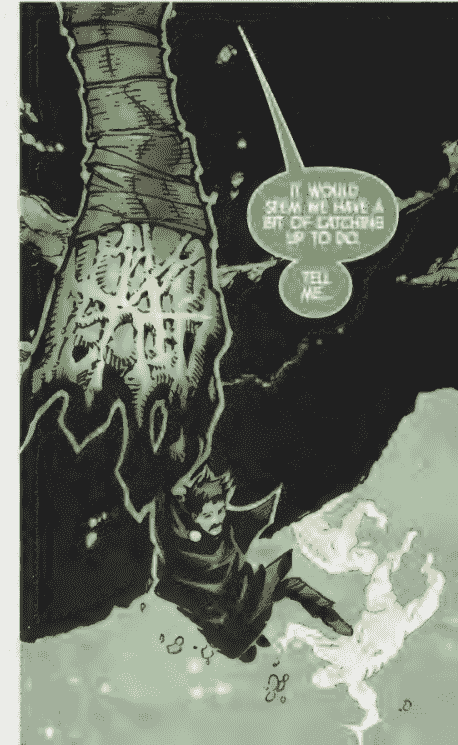 IT WOULD
SEEM WE HAVE A
BIT OF CATCHING
UP TO DO.
TELL
ME...